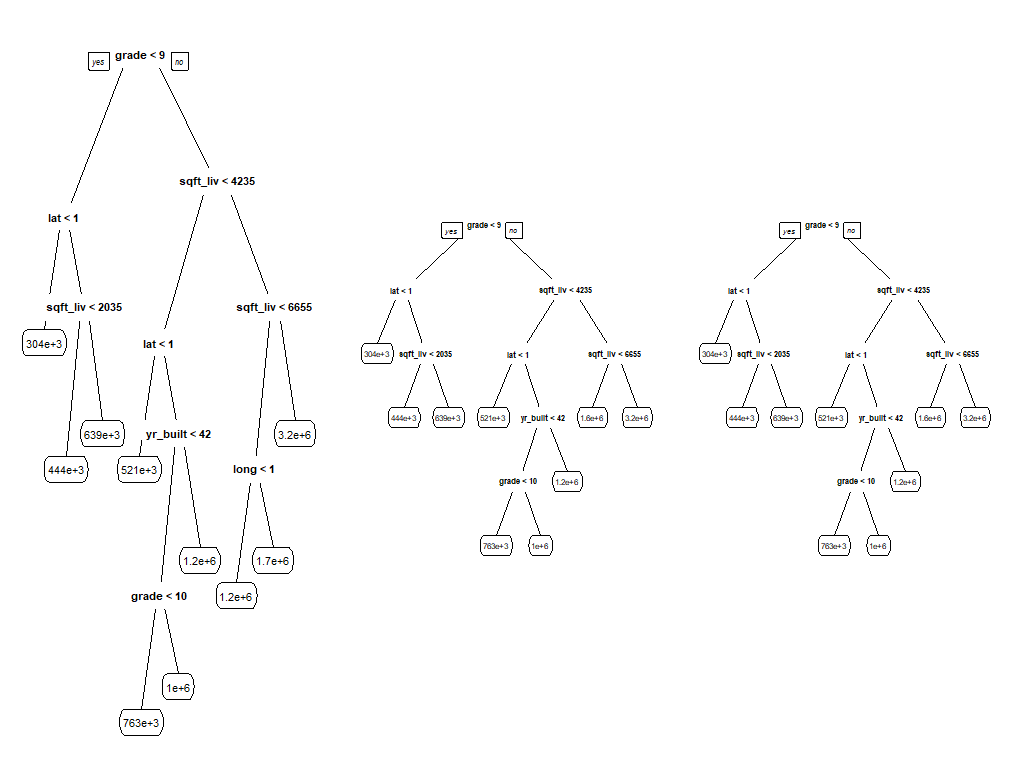 yes grade < 9 no
sqft_liv < 4235
lat < 1
sqft_liv < 2035
sqft_liv < 6655
304e+3
lat < 1
639e+3
yr_built < 42
3.2e+6
444e+3
521e+3
long < 1
1.2e+6
1.7e+6
grade < 10
1.2e+6
1e+6
763e+3
yes grade < 9 no
lat < 1
sqft_liv < 4235
304e+3
sqft_liv < 2035
lat < 1
sqft_liv < 6655
444e+3
639e+3
521e+3
yr_built < 42
1.6e+6
3.2e+6
grade < 10
1.2e+6
763e+3
1e+6
yes grade < 9 no
lat < 1
sqft_liv < 4235
304e+3
sqft_liv < 2035
lat < 1
sqft_liv < 6655
444e+3
639e+3
521e+3
yr_built < 42
1.6e+6
3.2e+6
grade < 10
1.2e+6
763e+3
1e+6